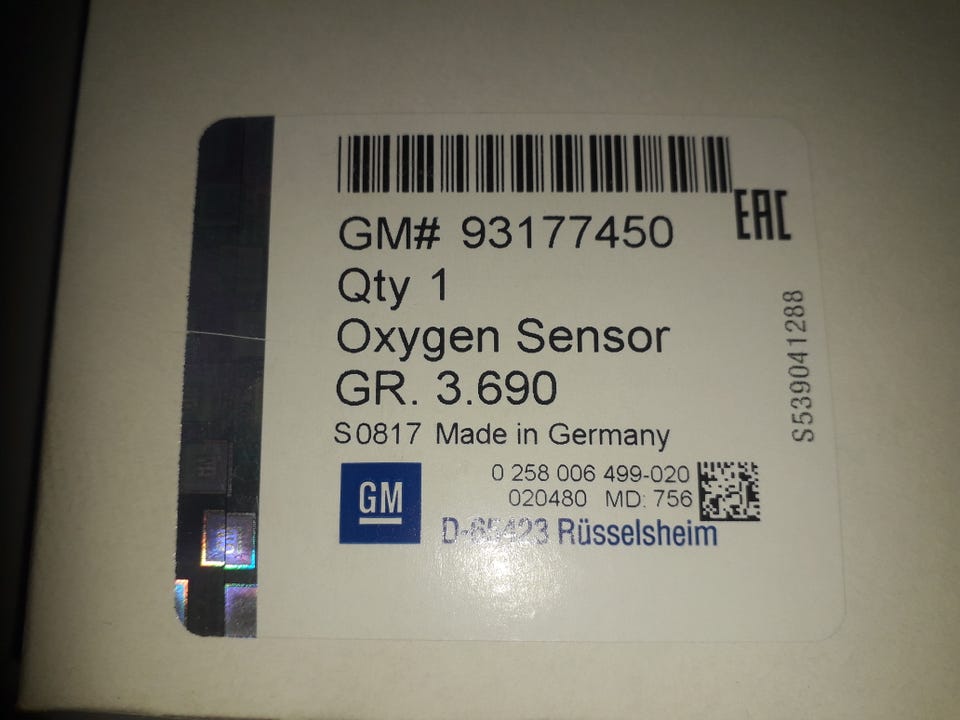 EAC
GM# 93177450
Qty 1
Oxygen Sensor
GR. 3.690
S0817 Made in Germany
S539041288
GM
0 258 006 499-020
020480 MD: 756
D-65423 Rüsselsheim